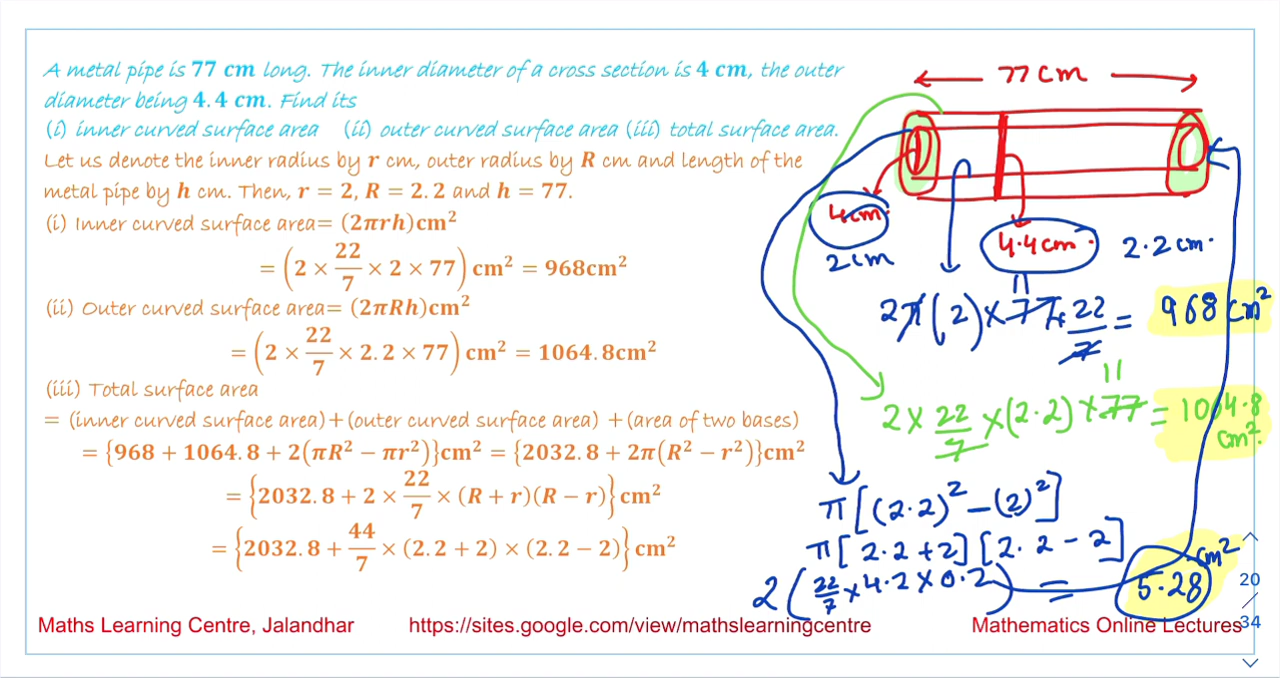 A metal pipe is 77 cm long. The inner diameter of a cross section is 4 cm, the outer
diameter being 4.4 cm. Find its
(i) inner curved surface area (ii) outer curved surface area (iii) total surface area.
Let us denote the inner radius by r cm, outer radius by R cm and length of the
metal pipe by h cm. Then, r = 2, R = 2.2 and h = 77.
(i) Inner curved surface area= (2πrh)cm²
= (2 × 22/7 × 2 × 77) cm² = 968cm²
(ii) Outer curved surface area= (2πRh)cm²
= (2 × 22/7 × 2.2 × 77) cm² = 1064.8cm²
(iii) Total surface area
= (inner curved surface area)+(outer curved surface area) +(area of two bases)
= {968 + 1064.8 + 2(πR² − πr²)}cm² = {2032.8 + 2π(R² − r²)}cm²
= {2032.8 + 2 × 22/7 × (R + r)(R − r)} cm²
= {2032.8 + 44/7 × (2.2 + 2) × (2.2 − 2)} cm²
77 cm
4cm.
2cm
4.4cm.
2.2cm.
11
2π(2)×77×22/7 = 968 cm²
11
2 × 22/7 ×(2.2) ×77 = 1064.8
cm².
π[(2.2)² − (2)²]
π[2.2+2][2.2 − 2]
2(22/7 ×4.2×0.2) = 5.28 cm²
20
/
34
Maths Learning Centre, Jalandhar https://sites.google.com/view/mathslearningcentre Mathematics Online Lectures